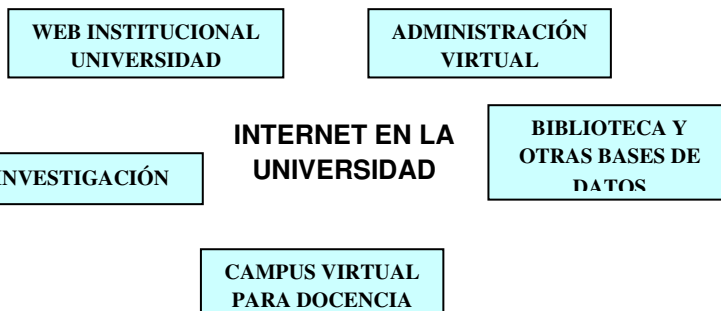 WEB INSTITUCIONAL
UNIVERSIDAD
ADMINISTRACIÓN
VIRTUAL
INTERNET EN LA
UNIVERSIDAD
BIBLIOTECA Y
OTRAS BASES DE
DATOS
INVESTIGACIÓN
CAMPUS VIRTUAL
PARA DOCENCIA